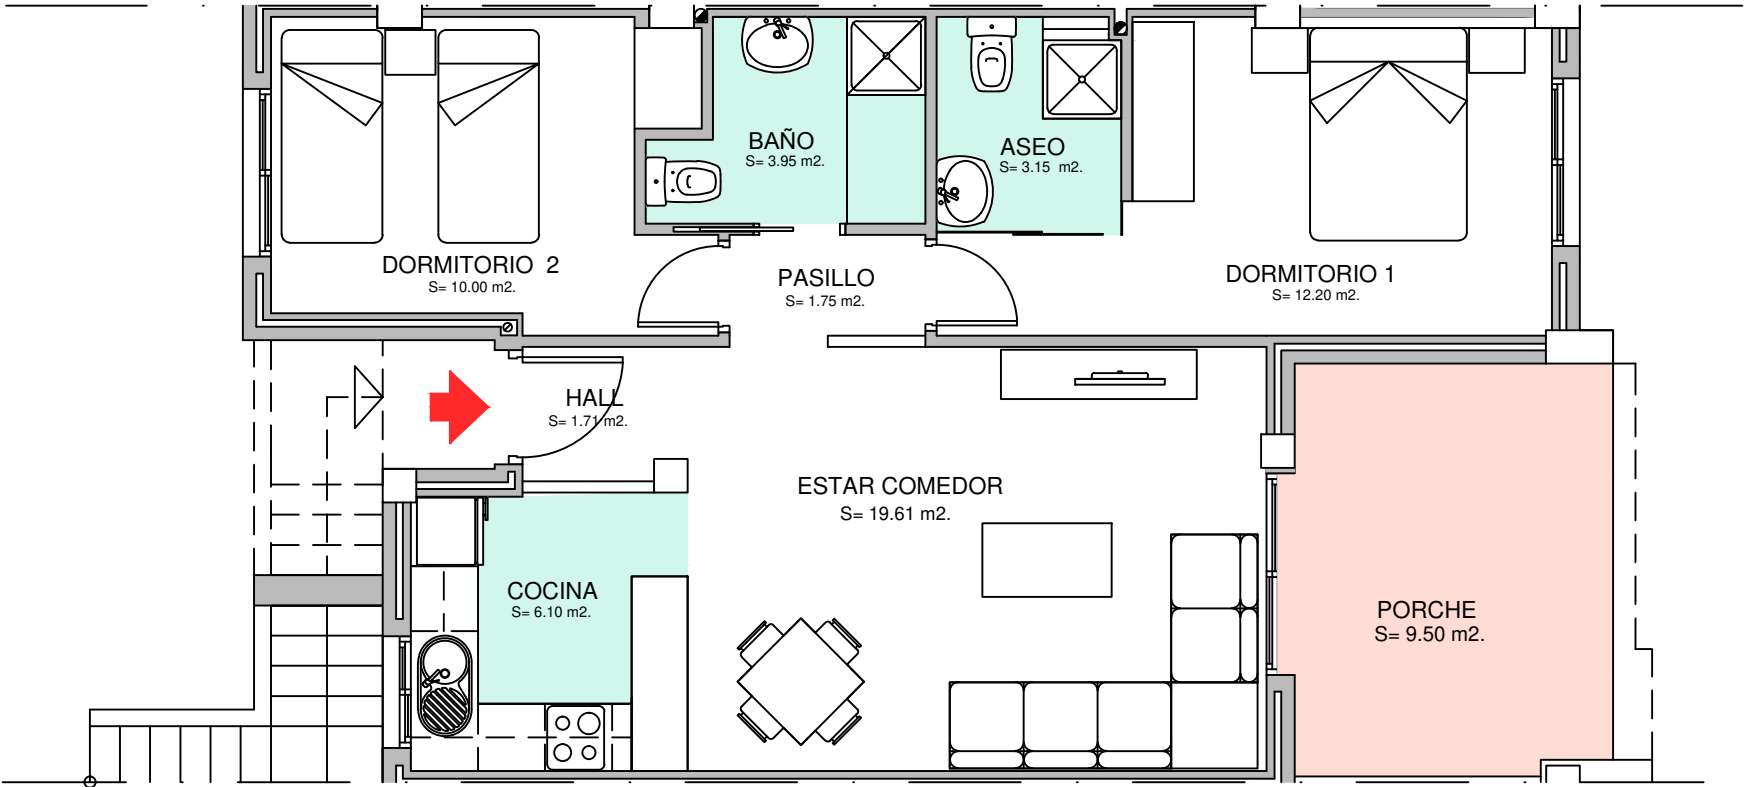 BAÑO
S= 3.95 m2.
ASEO
S= 3.15 m2.
DORMITORIO 2
S= 10.00 m2.
PASILLO
S= 1.75 m2.
DORMITORIO 1
S= 12.20 m2.
HALL
S= 1.71 m2.
ESTAR COMEDOR
S= 19.61 m2.
COCINA
S= 6.10 m2.
PORCHE
S= 9.50 m2.